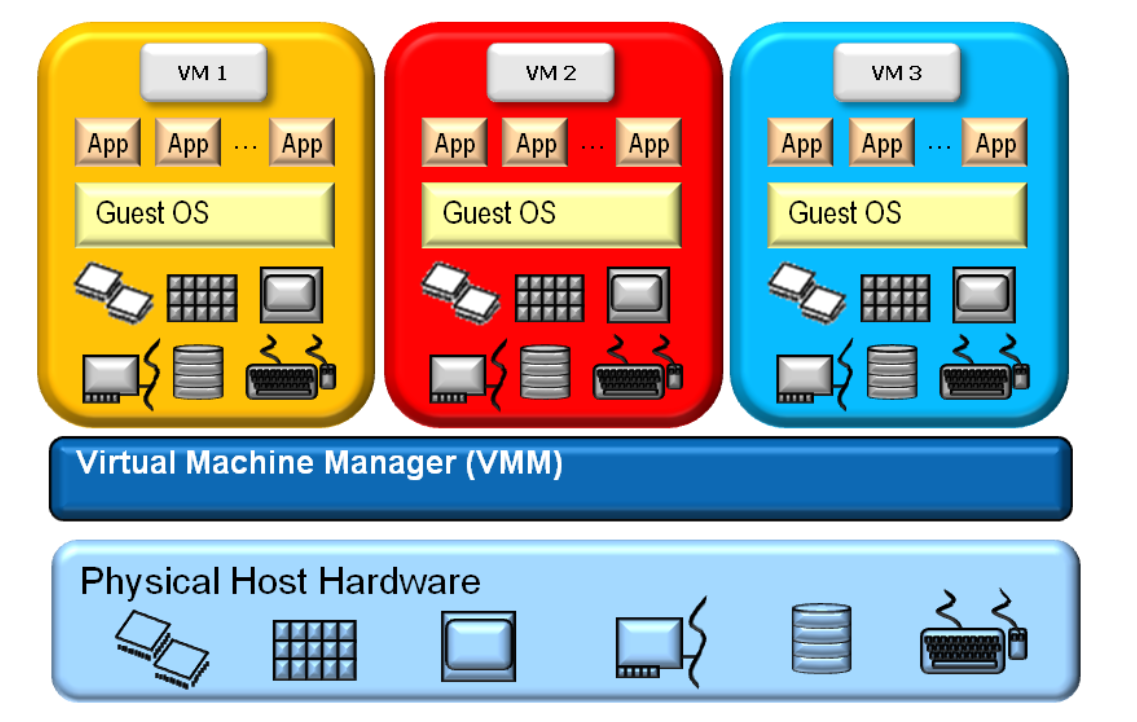 VM 1
App App ... App
Guest OS
VM 2
App App ... App
Guest OS
VM 3
App App ... App
Guest OS
Virtual Machine Manager (VMM)
Physical Host Hardware